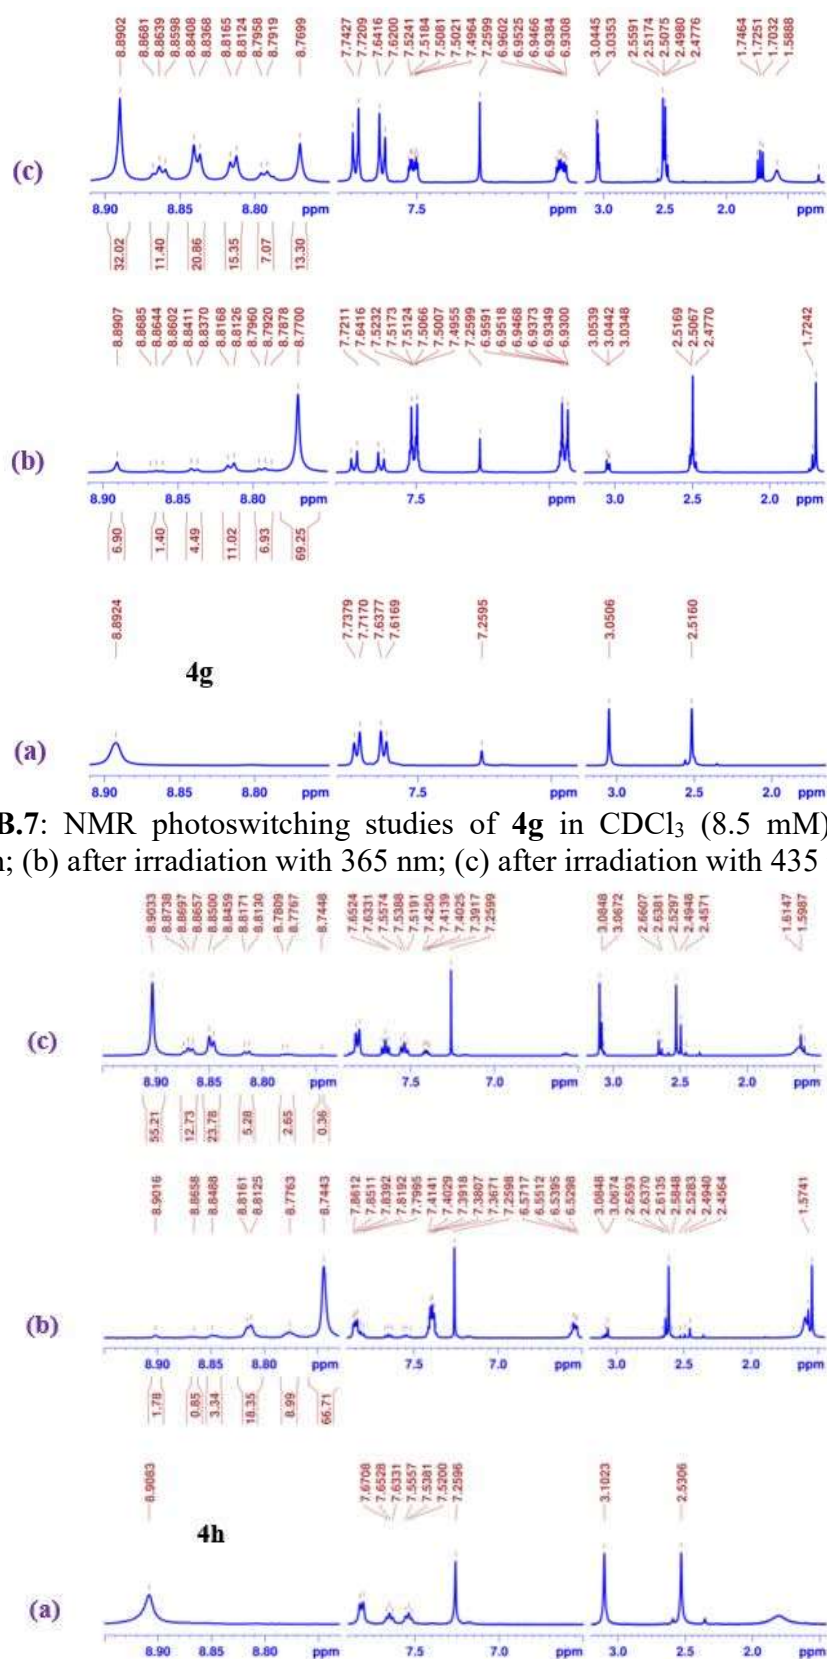 8.8902 8.8681 8.8639 8.8598 8.8408 8.8368 8.8165 8.8124 8.7958 8.7919 8.7699 7.7427 7.7209 7.6416 7.6200 7.5241 7.5184 7.5081 7.5021 7.4964 7.2599 6.9602 6.9525 6.9466 6.9384 6.9308 3.0445 3.0353 2.5591 2.5174 2.5075 2.4980 2.4776 1.7464 1.7251 1.7032 1.5888
(c)
8.90 8.85 8.80 ppm 7.5 ppm 3.0 2.5 2.0 ppm
32.02 11.40 20.86 15.35 7.07 13.30
8.8907 8.8685 8.8644 8.8602 8.8411 8.8370 8.8168 8.8126 8.7960 8.7920 8.7878 8.7700 7.7211 7.6416 7.5232 7.5173 7.5124 7.5066 7.5007 7.4955 7.2599 6.9591 6.9518 6.9468 6.9373 6.9349 6.9300 3.0539 3.0442 3.0348 2.5169 2.5067 2.4770 1.7242
(b)
8.90 8.85 8.80 ppm 7.5 ppm 3.0 2.5 2.0 ppm
6.90 1.40 4.49 11.02 6.93 69.25
8.8924 7.7379 7.7170 7.6377 7.6169 7.2595 3.0506 2.5160
4g
(a)
8.90 8.85 8.80 ppm 7.5 ppm 3.0 2.5 2.0 ppm
B.7: NMR photoswitching studies of 4g in CDCl3 (8.5 mM)
; (b) after irradiation with 365 nm; (c) after irradiation with 435
8.9033 8.8738 8.8697 8.8657 8.8500 8.8459 8.8171 8.8130 8.7809 8.7767 8.7448 7.6524 7.6331 7.5574 7.5388 7.5191 7.4250 7.4139 7.4025 7.3917 7.2599 3.0848 3.0672 2.6607 2.6381 2.5297 2.4948 2.4571 1.6147 1.5987
(c)
8.90 8.85 8.80 ppm 7.5 7.0 ppm 3.0 2.5 2.0 ppm
55.21 12.73 23.78 5.28 2.65 0.36
8.9016 8.8658 8.8488 8.8161 8.8125 8.7763 8.7443 7.8612 7.8511 7.8392 7.8192 7.7995 7.4141 7.4029 7.3918 7.3807 7.3671 7.2598 6.5717 6.5512 6.5395 6.5298 3.0848 3.0674 2.6593 2.6370 2.6135 2.5848 2.5283 2.4940 2.4564 1.5741
(b)
8.90 8.85 8.80 ppm 7.5 7.0 ppm 3.0 2.5 2.0 ppm
1.78 0.85 3.34 18.35 8.99 66.71
8.9083 7.6708 7.6528 7.6331 7.5557 7.5381 7.5200 7.2596 3.1023 2.5306
4h
(a)
8.90 8.85 8.80 ppm 7.5 7.0 ppm 3.0 2.5 2.0 ppm